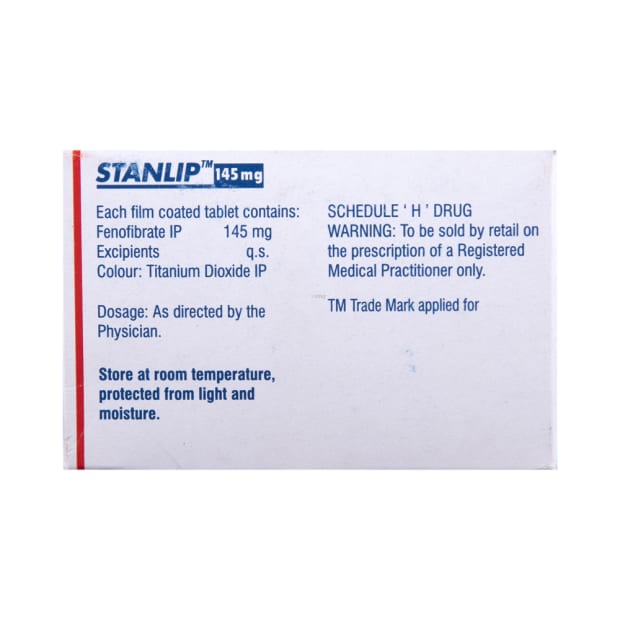 STANLIP™ 145 mg
Each film coated tablet contains:
Fenofibrate IP 145 mg
Excipients q.s.
Colour: Titanium Dioxide IP
Dosage: As directed by the
Physician.
Store at room temperature,
protected from light and
moisture.
SCHEDULE ' H ' DRUG
WARNING: To be sold by retail on
the prescription of a Registered
Medical Practitioner only.
TM Trade Mark applied for